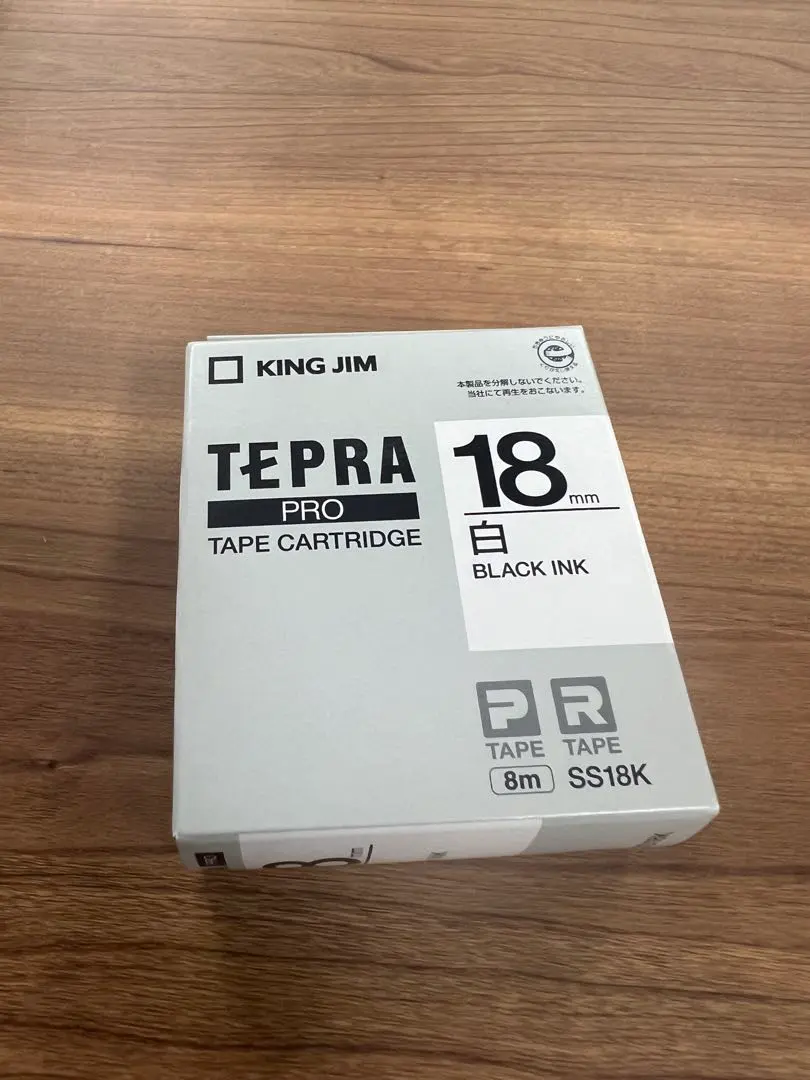 KING JIM
本製品を分解しないでください。
当社にて再生をおこないます。
TEPRA
PRO
TAPE CARTRIDGE
18mm
白
BLACK INK
P
TAPE
R
TAPE
8m
SS18K